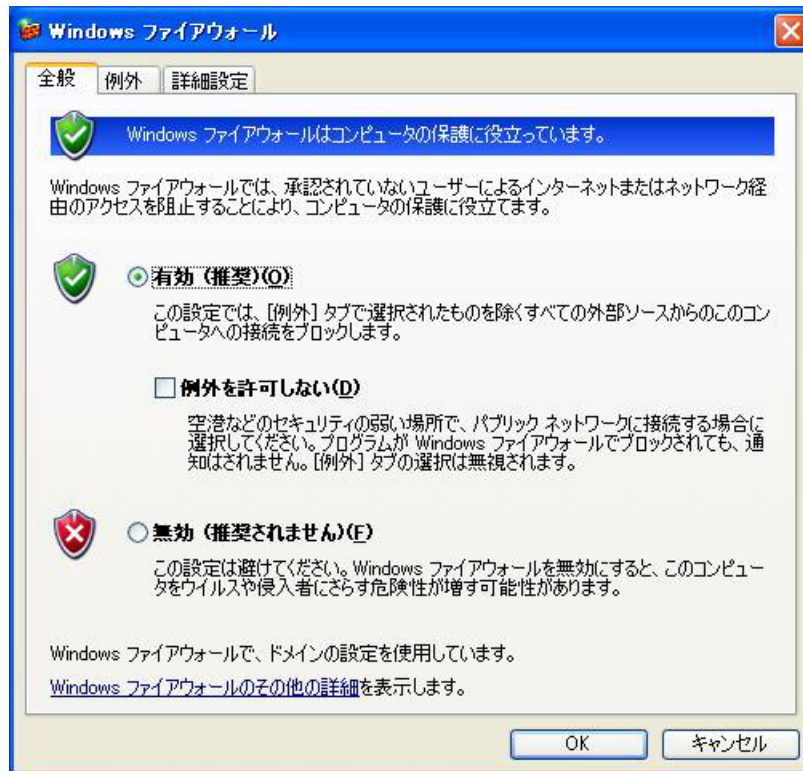 Windows ファイアウォール
全般 例外 詳細設定
Windows ファイアウォールはコンピュータの保護に役立っています。
Windows ファイアウォールでは、承認されていないユーザーによるインターネットまたはネットワーク経
由のアクセスを阻止することにより、コンピュータの保護に役立てます。
有効 (推奨)(O)
この設定では、[例外] タブで選択されたものを除くすべての外部ソースからのこのコン
ピュータへの接続をブロックします。
例外を許可しない(D)
空港などのセキュリティの弱い場所で、パブリック ネットワークに接続する場合に
選択してください。プログラムが Windows ファイアウォールでブロックされても、通
知はされません。[例外] タブの選択は無視されます。
無効 (推奨されません)(F)
この設定は避けてください。Windows ファイアウォールを無効にすると、このコンピュー
タをウイルスや侵入者にさらす危険性が増す可能性があります。
Windows ファイアウォールで、ドメインの設定を使用しています。
Windows ファイアウォールのその他の詳細を表示します。
OK キャンセル